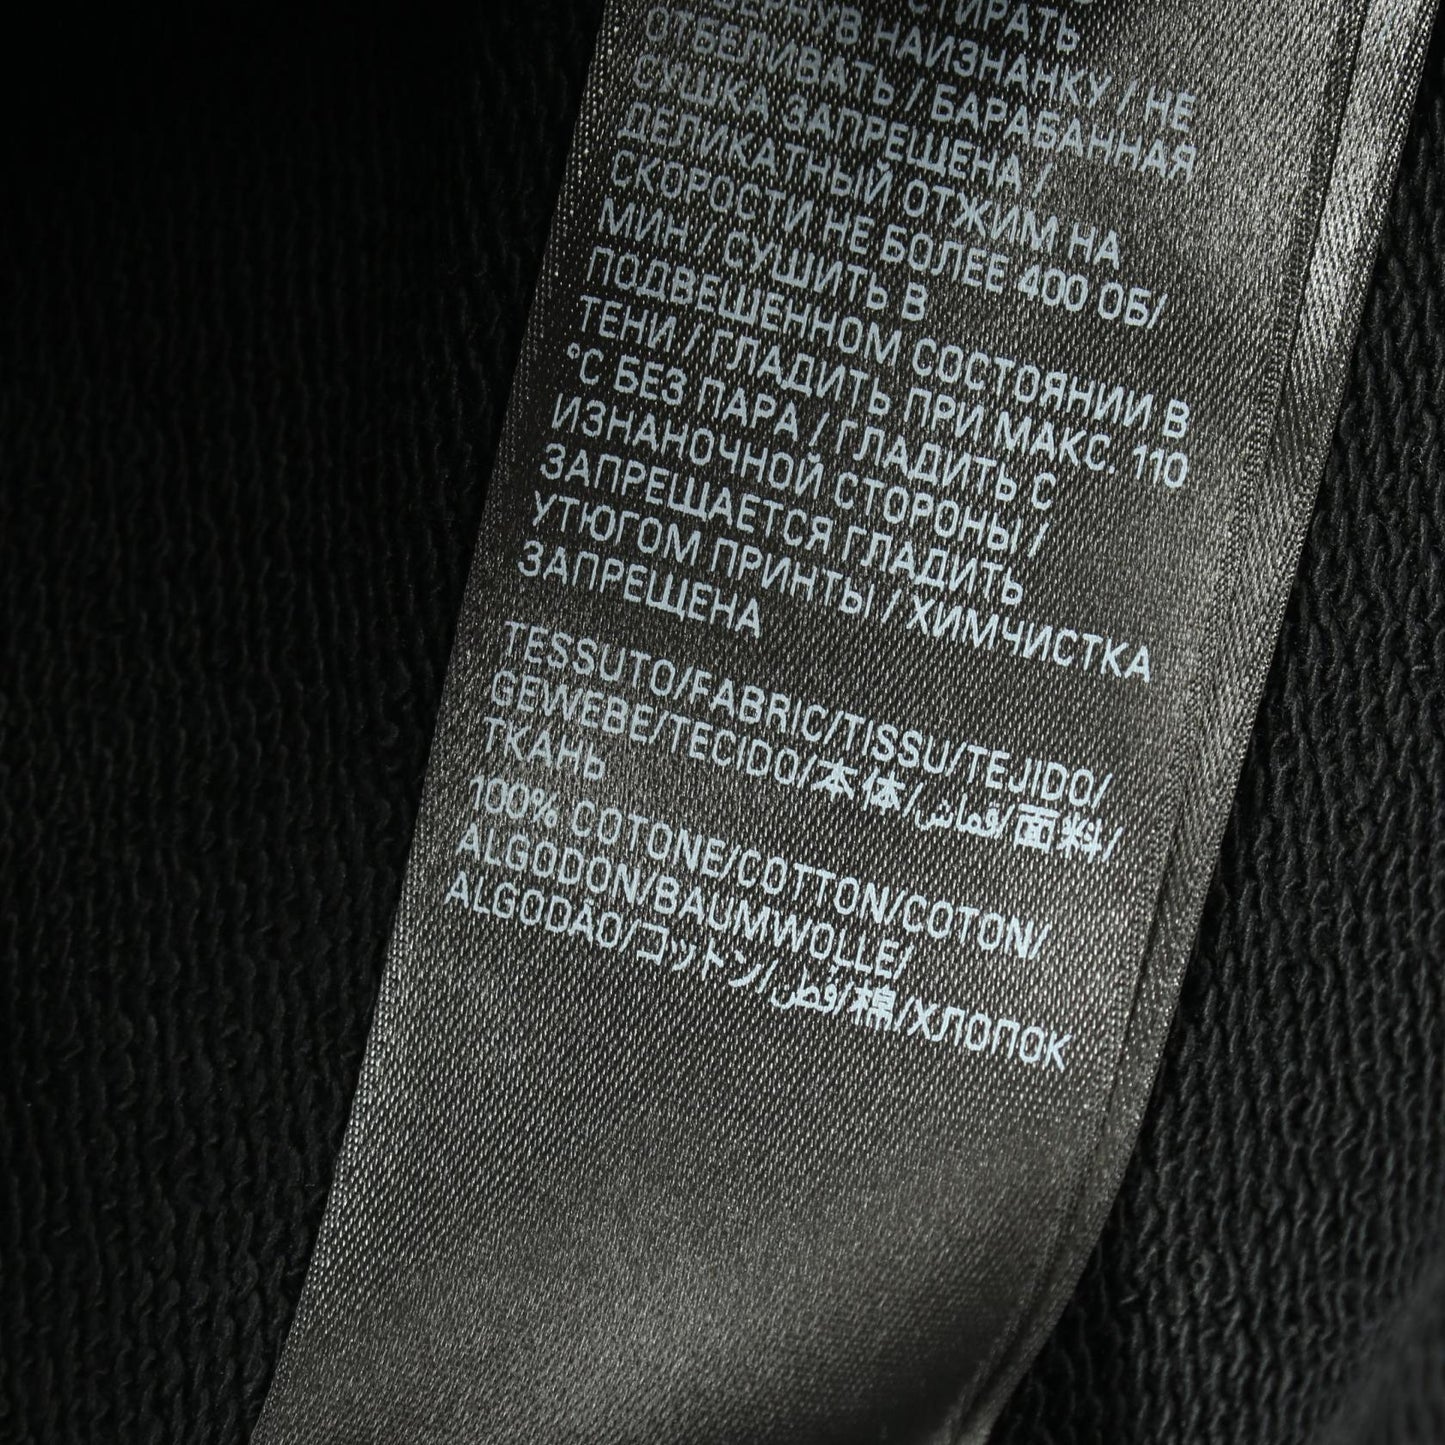 СТИРАТЬ
ВЕРНУВ НАИЗНАНКУ / НЕ
ОТБЕЛИВАТЬ / БАРАБАННАЯ
СУШКА ЗАПРЕЩЕНА /
ДЕЛИКАТНЫЙ ОТЖИМ НА
СКОРОСТИ НЕ БОЛЕЕ 400 ОБ/
МИН / СУШИТЬ В
ПОДВЕШЕННОМ СОСТОЯНИИ В
ТЕНИ / ГЛАДИТЬ ПРИ МАКС. 110
°C БЕЗ ПАРА / ГЛАДИТЬ С
ИЗНАНОЧНОЙ СТОРОНЫ /
ЗАПРЕЩАЕТСЯ ГЛАДИТЬ
УТЮГОМ ПРИНТЫ / ХИМЧИСТКА
ЗАПРЕЩЕНА
TESSUTO/FABRIC/TISSU/TEJIDO/
GEWEBE/TECIDO/本体/قماش/面料/
ТКАНЬ
100% COTONE/COTTON/COTON/
ALGODON/BAUMWOLLE/
ALGODÃO/コットン/قطن/棉/ХЛОПОК